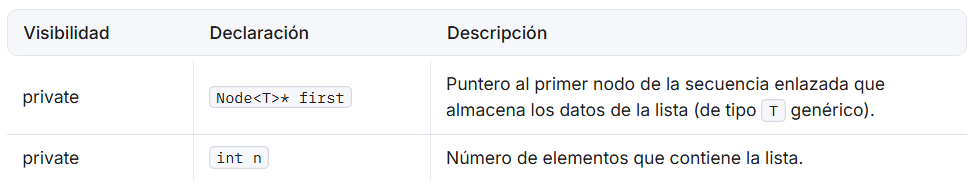 Visibilidad Declaración Descripción
private Node<T>* first Puntero al primer nodo de la secuencia enlazada que
almacena los datos de la lista (de tipo T genérico).
private int n Número de elementos que contiene la lista.